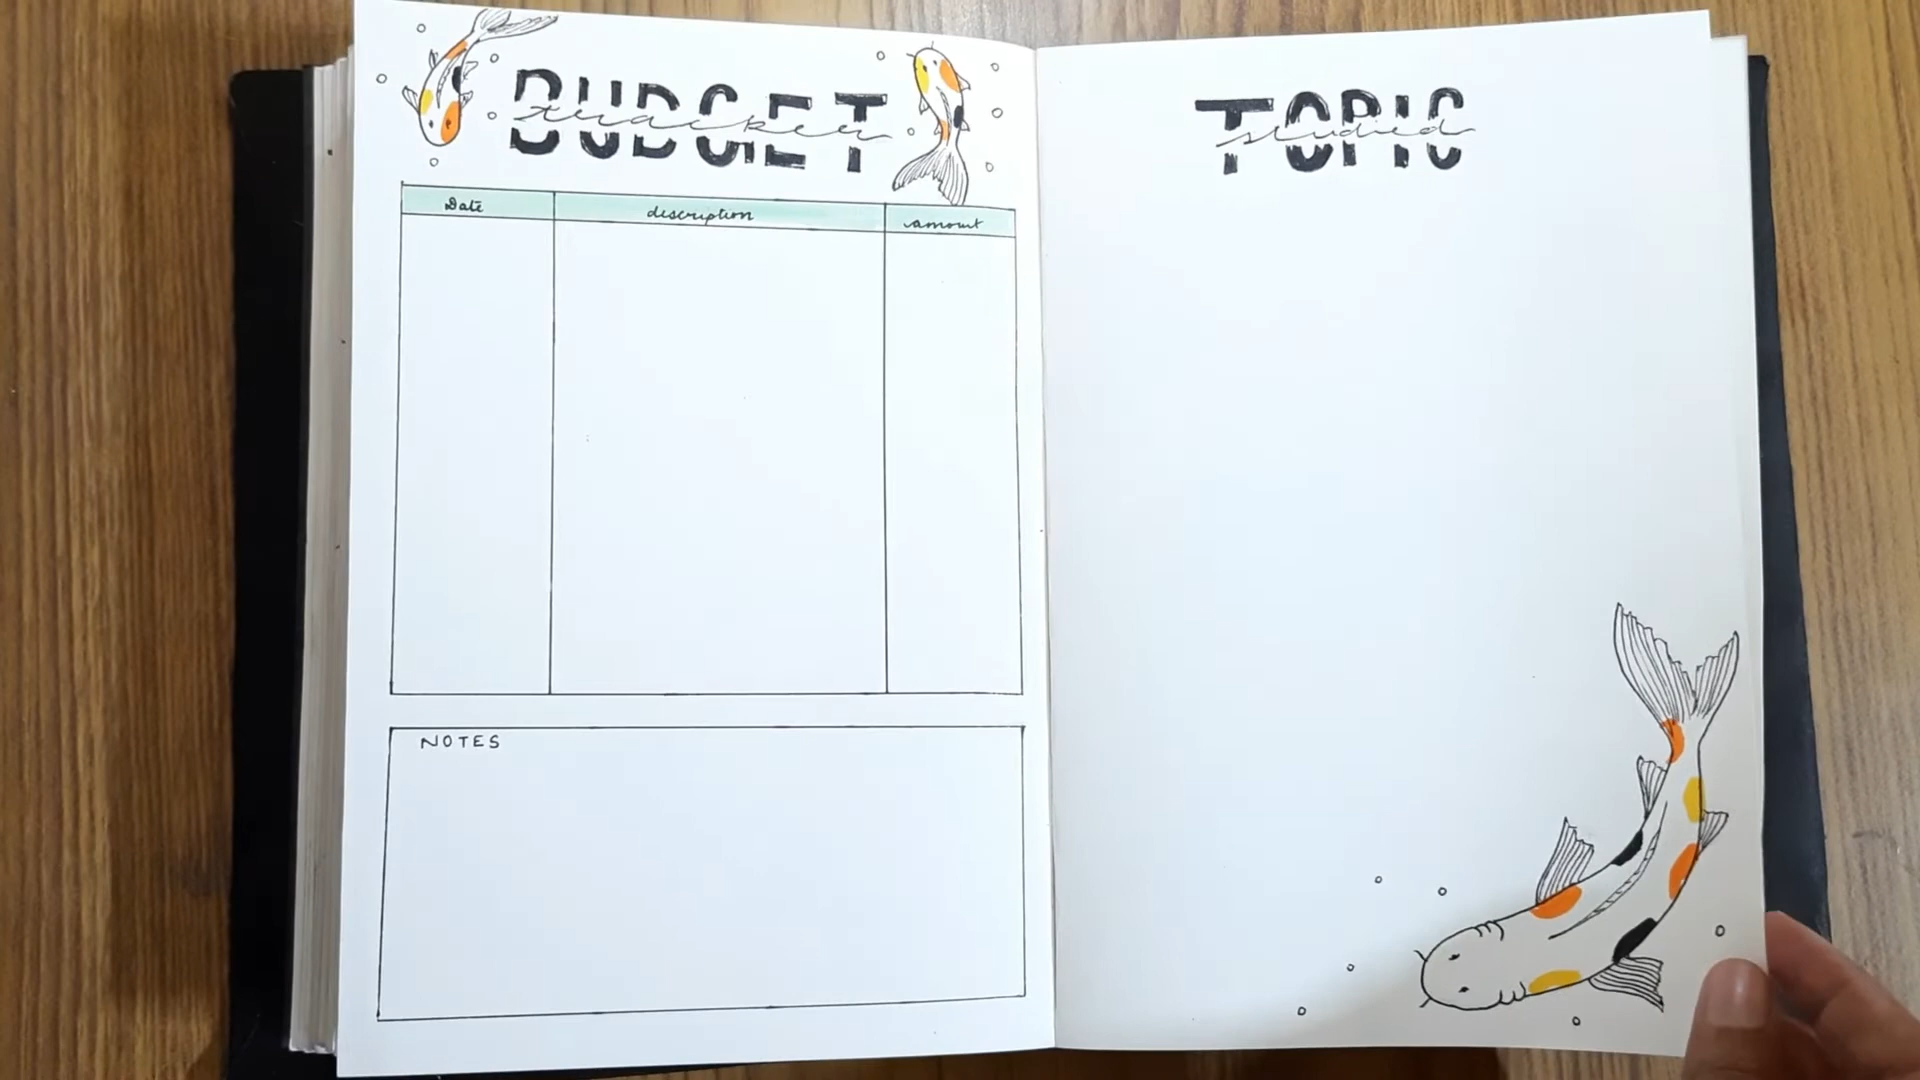 BUDGET
tracker
Date description amount
NOTES
TOPIC
studied